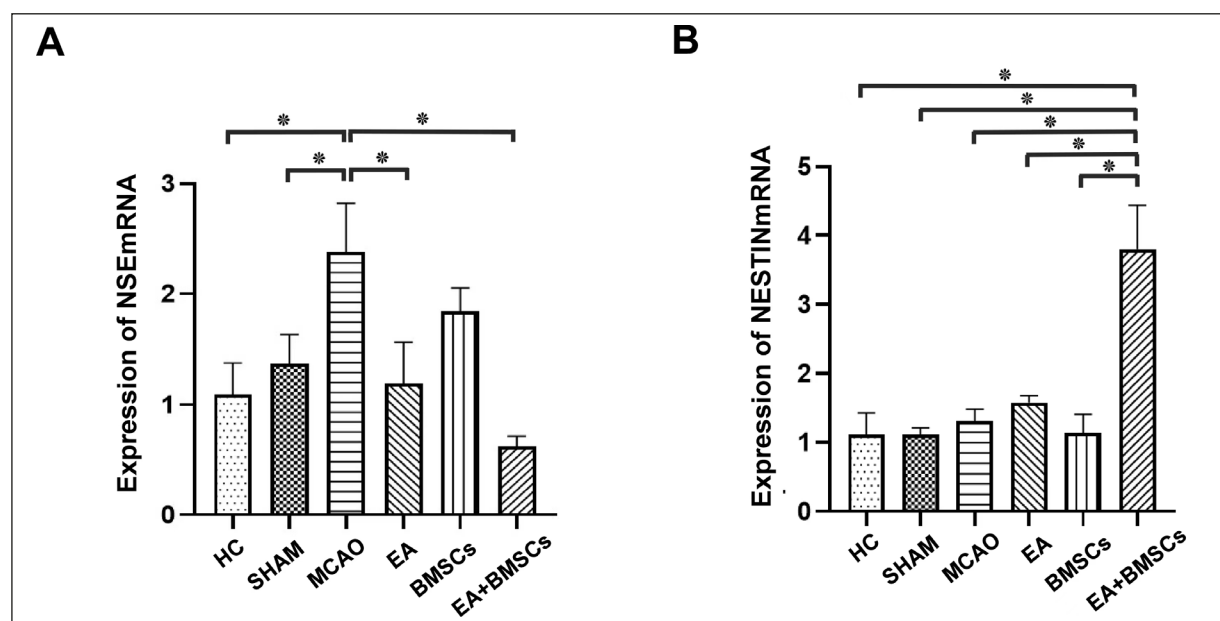 A
Expression of NSEmRNA
3
2
1
0
* * * *
HC SHAM MCAO EA BMSCs EA+BMSCs
B
Expression of NESTINmRNA
5
4
3
2
1
0
* * * * *
HC SHAM MCAO EA BMSCs EA+BMSCs